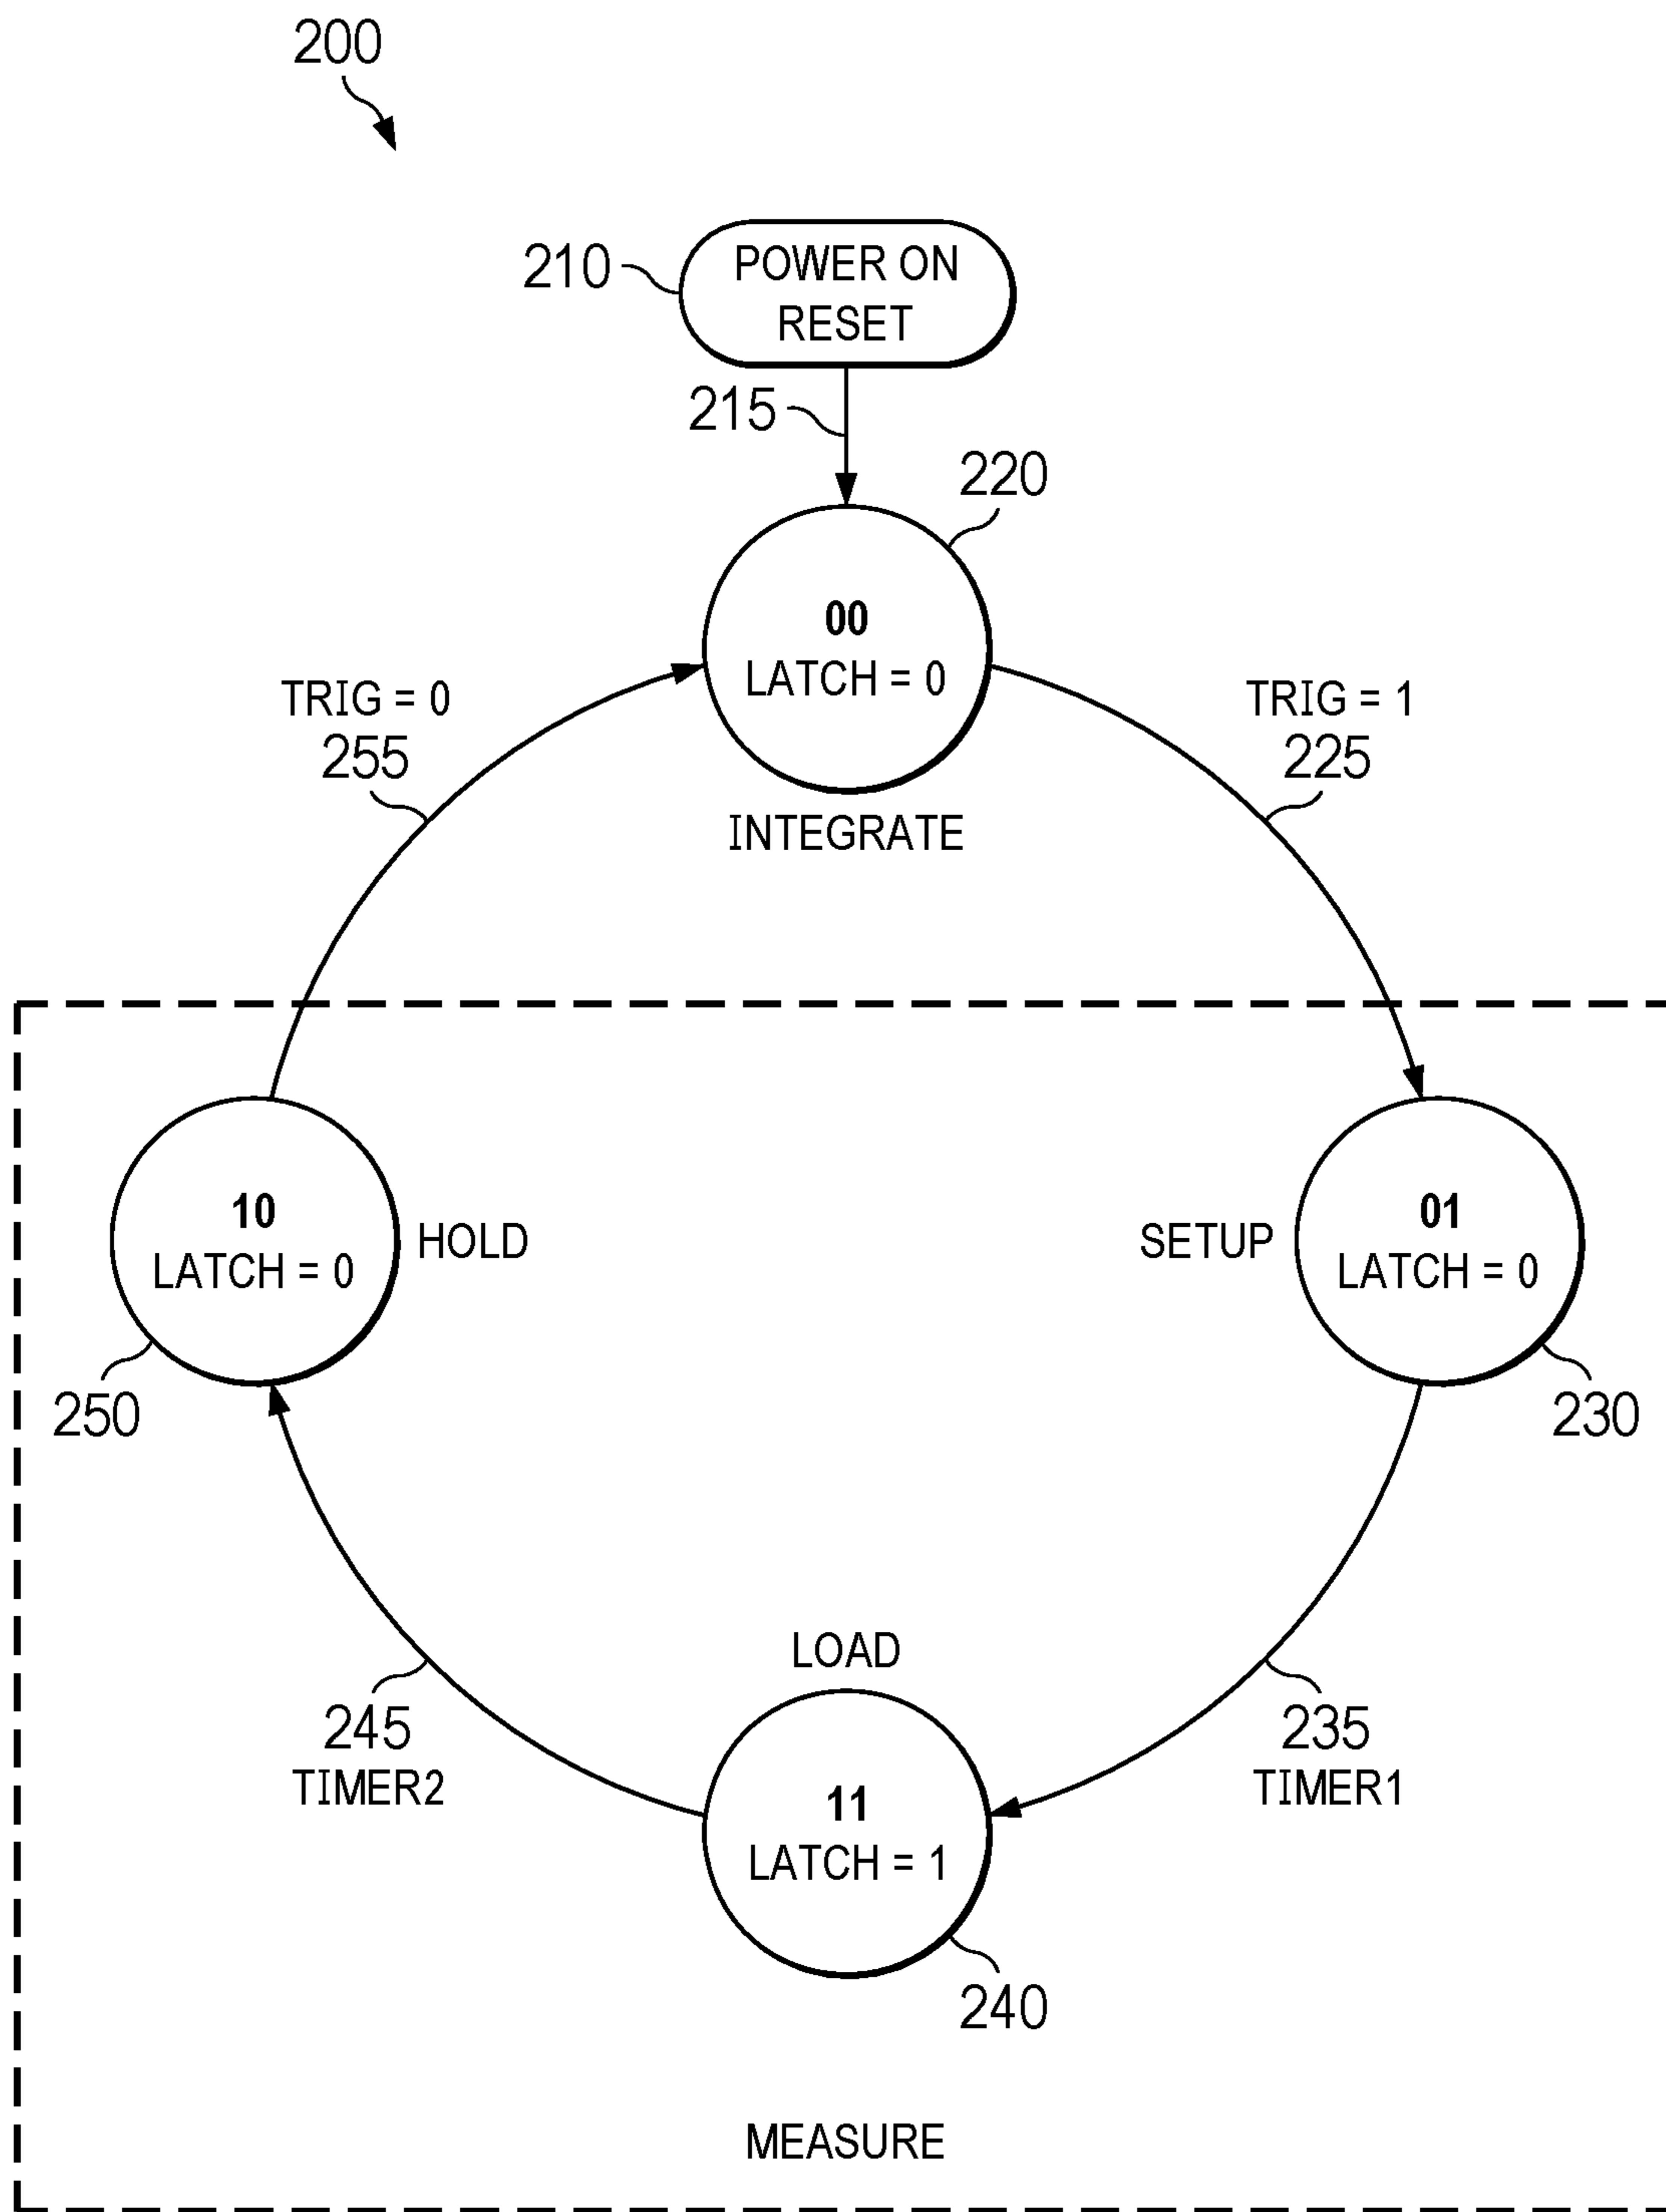 200
210
POWER ON
RESET
215
220
00
LATCH = 0
INTEGRATE
TRIG = 0
255
TRIG = 1
225
10
LATCH = 0
HOLD
250
SETUP
01
LATCH = 0
230
245
TIMER2
LOAD
11
LATCH = 1
240
235
TIMER1
MEASURE